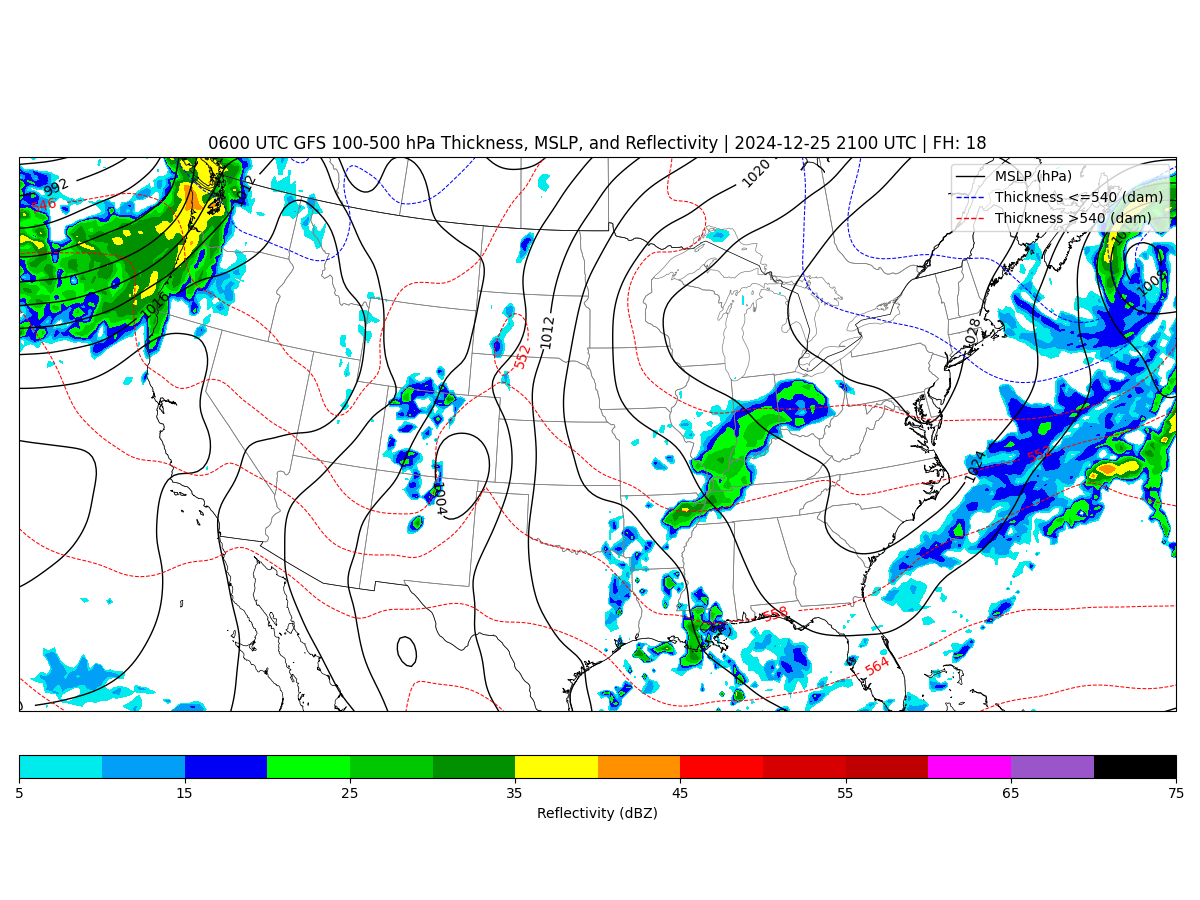 0600 UTC GFS 100-500 hPa Thickness, MSLP, and Reflectivity | 2024-12-25 2100 UTC | FH: 18
MSLP (hPa)
Thickness <=540 (dam)
Thickness >540 (dam)
992
546
1012
1020
1016
1008
1012
552
1028
552
1024
1004
558
564
5 15 25 35 45 55 65 75
Reflectivity (dBZ)